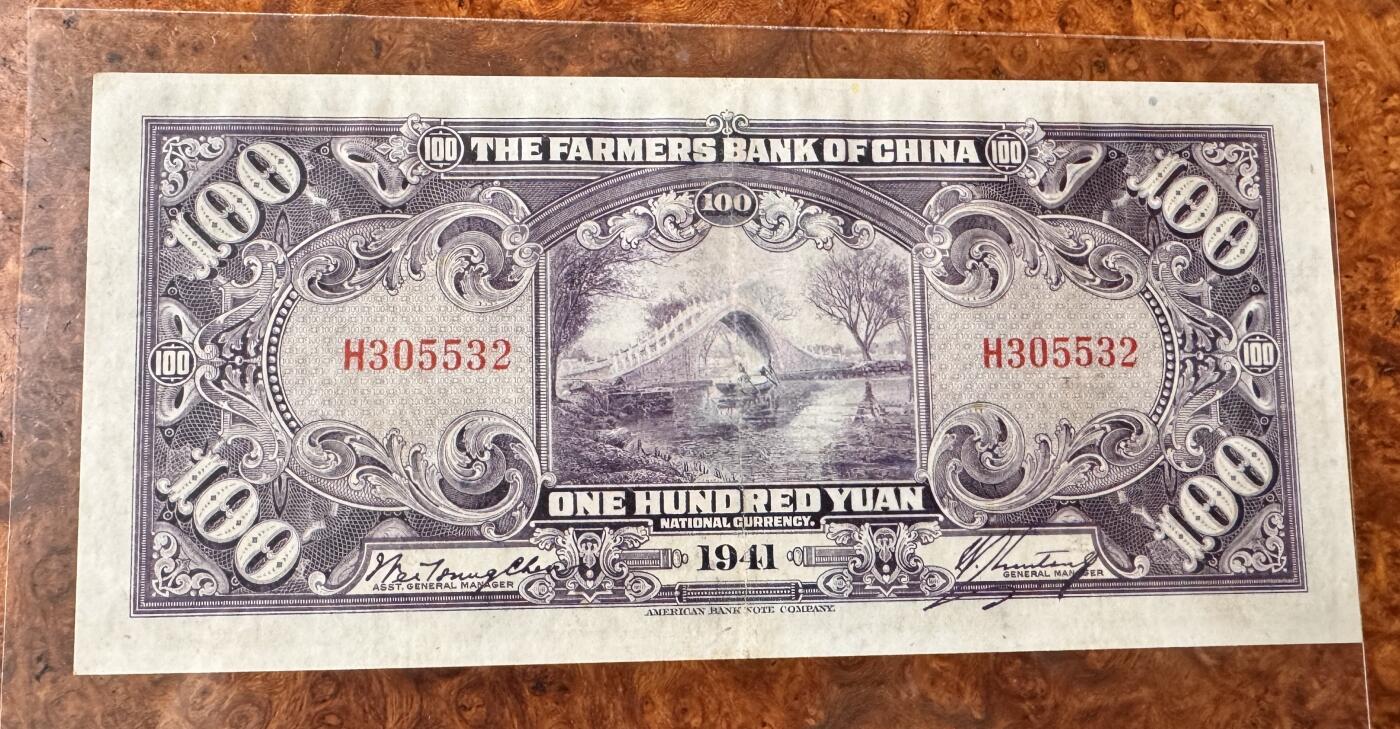 100 THE FARMERS BANK OF CHINA 100
100 100
100
H305532 H305532
100 100
ONE HUNDRED YUAN
NATIONAL CURRENCY.
100 1941 100
ASST. GENERAL MANAGER GENERAL MANAGER
AMERICAN BANK NOTE COMPANY.